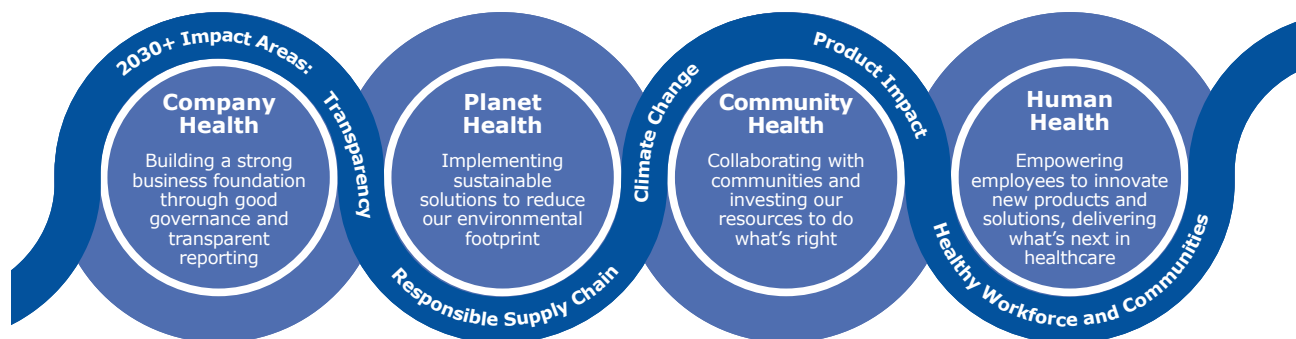 2030+ Impact Areas:
Transparency
Responsible Supply Chain
Climate Change
Product Impact
Healthy Workforce and Communities
Company
Health
Building a strong
business foundation
through good
governance and
transparent
reporting
Planet
Health
Implementing
sustainable
solutions to reduce
our environmental
footprint
Community
Health
Collaborating with
communities and
investing our
resources to do
what’s right
Human
Health
Empowering
employees to innovate
new products and
solutions, delivering
what’s next in
healthcare